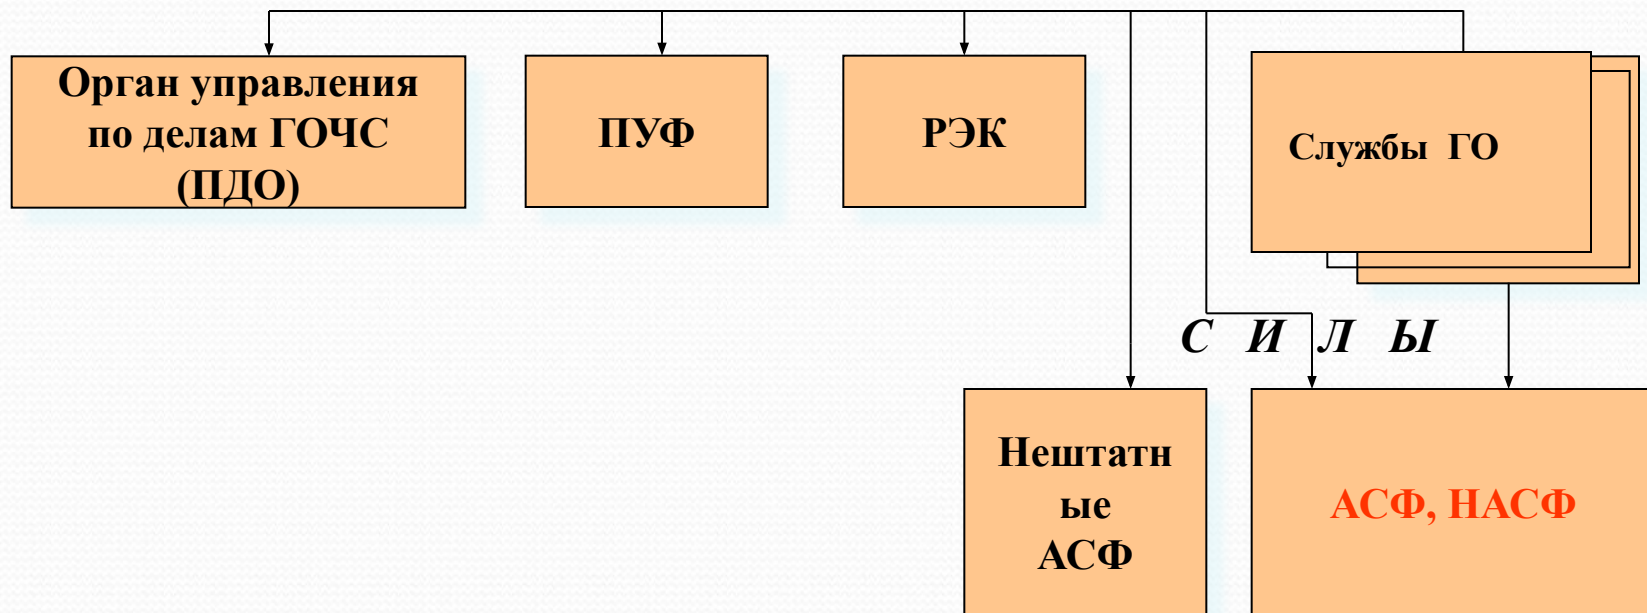 Орган управления
по делам ГОЧС
(ПДО)
ПУФ
РЭК
Службы ГО
С И Л Ы
Нештатн
ые
АСФ
АСФ, НАСФ